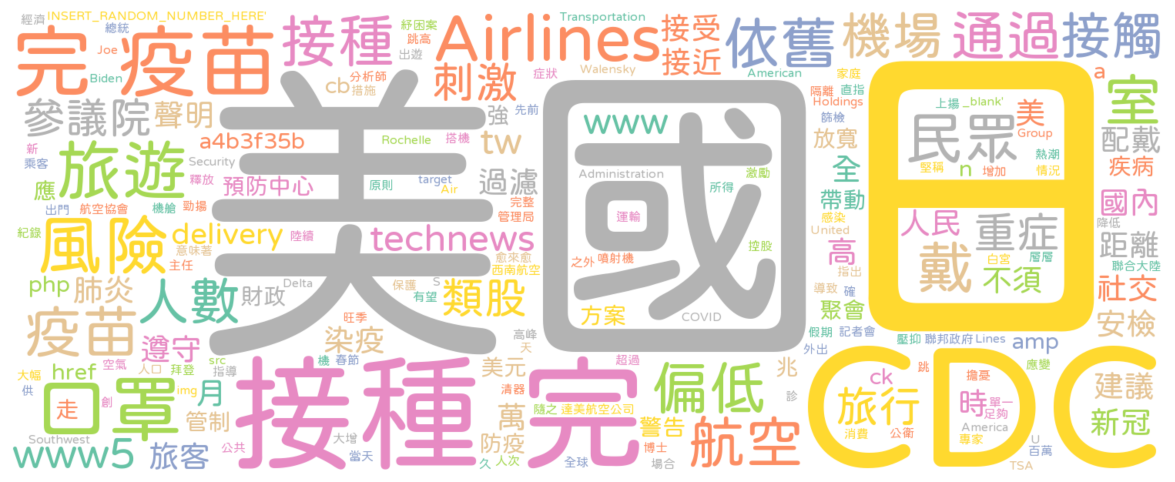 經濟 INSERT_RANDOM_NUMBER_HERE'
總統
紓困案
Transportation
跳高
出遊
完 疫苗 接種 Airlines 接受 依舊 機場 通過 接觸
Joe
Biden
cb
分析師
措施
刺激
症狀
接近
Walensky
American
家庭
隔離
直指
Holdings
a
室
參議院 聲明
強
先前
www
篩檢
上揚
_blank'
美
Group
民眾
配戴
新
乘客
a4b3f35b
Rochelle
搭機
tw
放寬
堅稱
n
熱潮
增加
情況
疾病
旅遊
Security
釋放
預防中心
原則
target
Air
過濾
Administration
所得
激勵
全
帶動
應
出門
航空協會
機艙
勁揚
完整
管理局
美 國 日
感染
United
人民
重症
國內
降低
紀錄
風險 delivery
陸續
運輸
控股
高
戴
不須
白宮
層層
距離
意味著
主任
愈來愈
西南航空
technews
之外
噴射機
指出
聯合大陸
php
肺炎
人數
財政
Delta
保護
S
有望
類股
方案
COVID
導致
確
聚會
社交
疫苗
旺季
染疫
高峰
天
假期
記者會
外出
安檢
遵守
空氣
src
機
春節
超過
壓抑
聯邦政府
Lines
amp
href
人口
拜登
指導
接種 完
美元
偏低
兆
ck
跳
擔憂
應變
建議
大幅
供
口罩
走
創
月
img
管制
清器
萬
隨之
達美航空公司
警告
診
旅行
時
單一
足夠
CDC
新冠
www5
Southwest
旅客
公共
大增
當天
防疫
久
人次
全球
博士
場合
航空
消費
公衛
America
專家
U
百萬
TSA